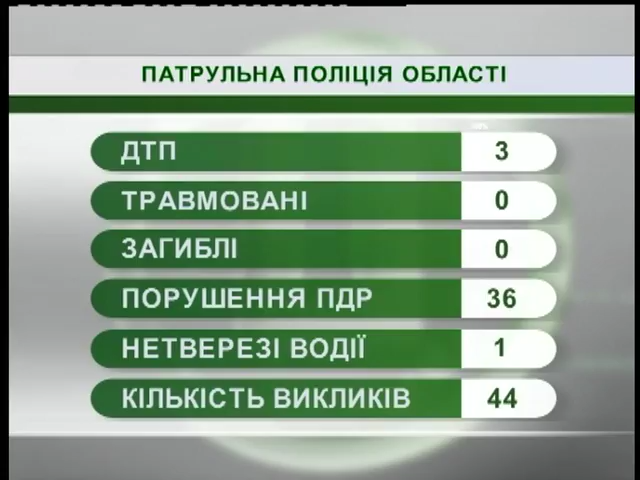 ПАТРУЛЬНА ПОЛІЦІЯ ОБЛАСТІ
ДТП 3
ТРАВМОВАНІ 0
ЗАГИБЛІ 0
ПОРУШЕННЯ ПДР 36
НЕТВЕРЕЗІ ВОДІЇ 1
КІЛЬКІСТЬ ВИКЛИКІВ 44